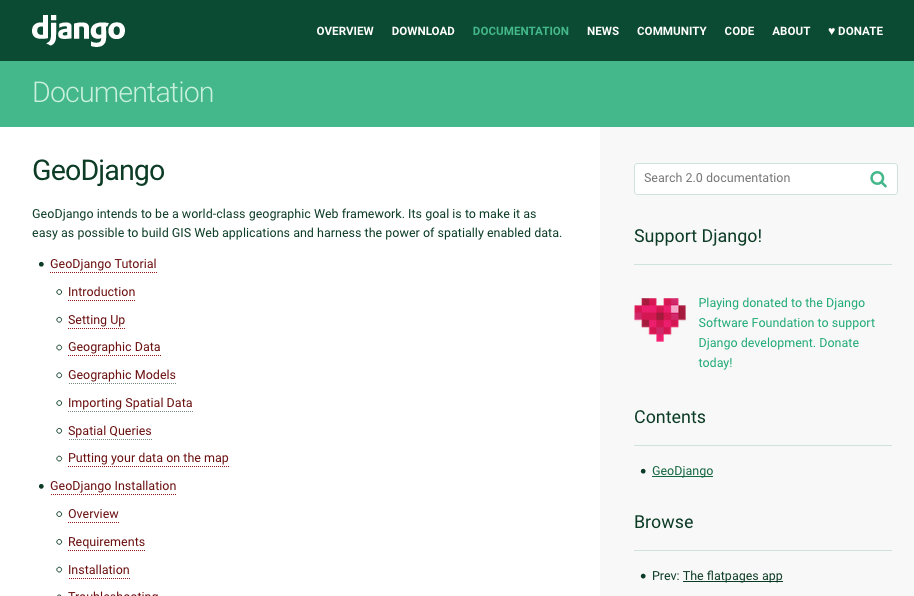 django
OVERVIEW DOWNLOAD DOCUMENTATION NEWS COMMUNITY CODE ABOUT ♥ DONATE
Documentation
GeoDjango
GeoDjango intends to be a world-class geographic Web framework. Its goal is to make it as
easy as possible to build GIS Web applications and harness the power of spatially enabled data.
GeoDjango Tutorial
Introduction
Setting Up
Geographic Data
Geographic Models
Importing Spatial Data
Spatial Queries
Putting your data on the map
GeoDjango Installation
Overview
Requirements
Installation
Troubleshooting
Search 2.0 documentation
Support Django!
Playing donated to the Django
Software Foundation to support
Django development. Donate
today!
Contents
GeoDjango
Browse
Prev: The flatpages app